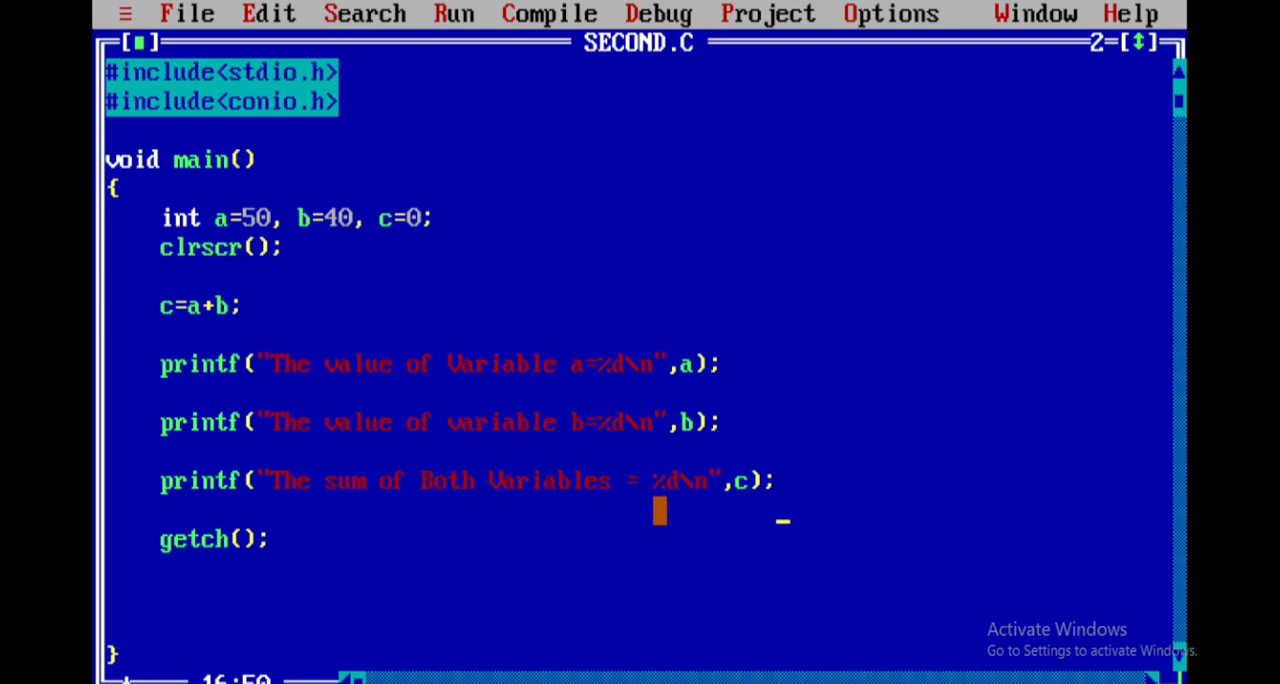 ≡ File Edit Search Run Compile Debug Project Options Window Help
[■] SECOND.C 2=[↕]
#include<stdio.h>
#include<conio.h>
void main()
{
int a=50, b=40, c=0;
clrscr();
c=a+b;
printf("The value of Variable a=%d\n",a);
printf("The value of variable b=%d\n",b);
printf("The sum of Both Variables = %d\n",c);
getch();
Activate Windows
Go to Settings to activate Windows.
}
16:50